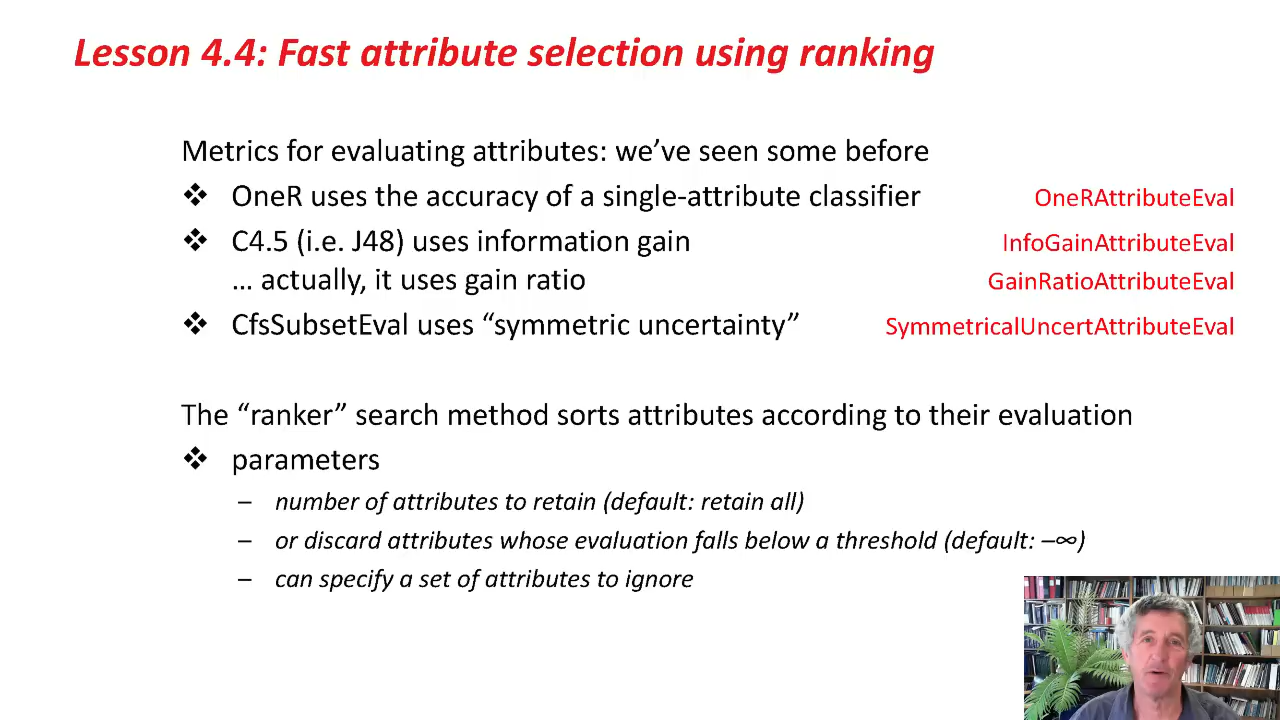 Lesson 4.4: Fast attribute selection using ranking
Metrics for evaluating attributes: we’ve seen some before
❖ OneR uses the accuracy of a single-attribute classifier OneRAttributeEval
❖ C4.5 (i.e. J48) uses information gain InfoGainAttributeEval
… actually, it uses gain ratio GainRatioAttributeEval
❖ CfsSubsetEval uses “symmetric uncertainty” SymmetricalUncertAttributeEval
The “ranker” search method sorts attributes according to their evaluation
❖ parameters
– number of attributes to retain (default: retain all)
– or discard attributes whose evaluation falls below a threshold (default: –∞)
– can specify a set of attributes to ignore